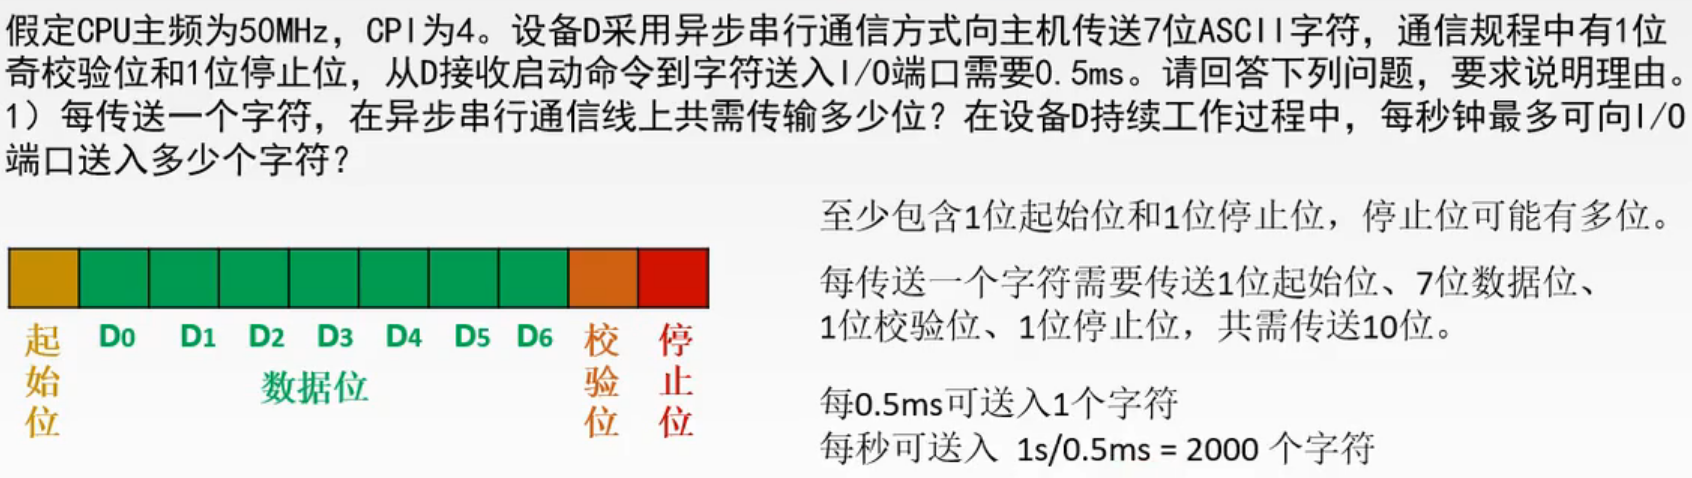 假定CPU主频为50MHz，CPI为4。设备D采用异步串行通信方式向主机传送7位ASCII字符，通信规程中有1位
奇校验位和1位停止位，从D接收启动命令到字符送入I/O端口需要0.5ms。请回答下列问题，要求说明理由。
1）每传送一个字符，在异步串行通信线上共需传输多少位？在设备D持续工作过程中，每秒钟最多可向I/O
端口送入多少个字符？
起始位
D0 D1 D2 D3 D4 D5 D6
数据位
校验位
停止位
至少包含1位起始位和1位停止位，停止位可能有多位。
每传送一个字符需要传送1位起始位、7位数据位、
1位校验位、1位停止位，共需传送10位。
每0.5ms可送入1个字符
每秒可送入 1s/0.5ms = 2000 个字符